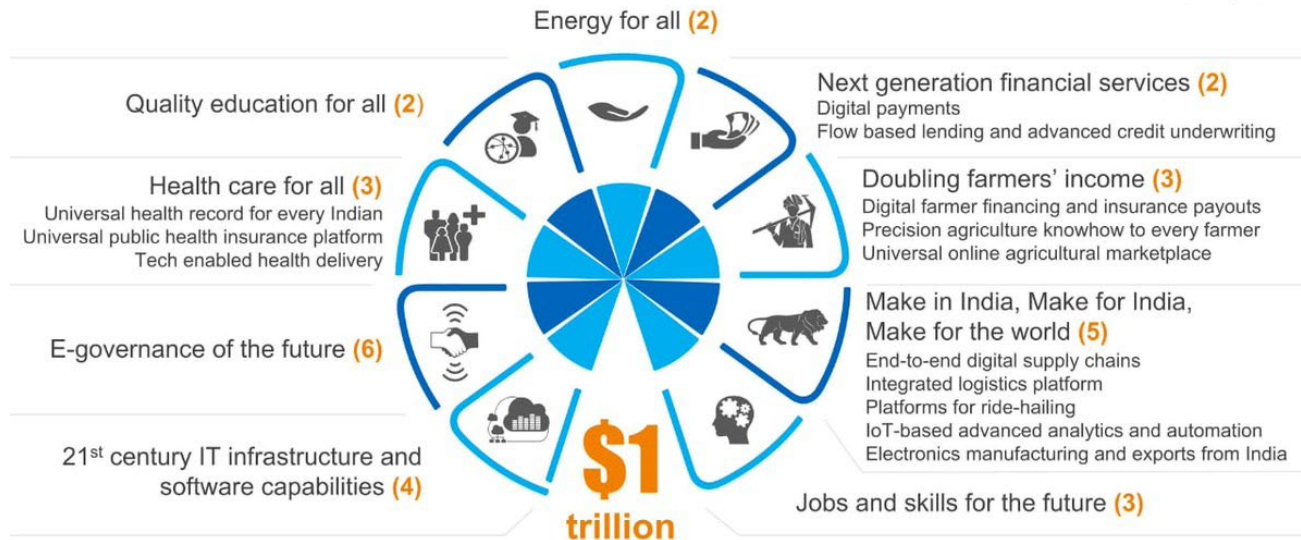 Energy for all (2)
Quality education for all (2)
Next generation financial services (2)
Digital payments
Flow based lending and advanced credit underwriting
Health care for all (3)
Universal health record for every Indian
Universal public health insurance platform
Tech enabled health delivery
Doubling farmers’ income (3)
Digital farmer financing and insurance payouts
Precision agriculture knowhow to every farmer
Universal online agricultural marketplace
E-governance of the future (6)
Make in India, Make for India,
Make for the world (5)
End-to-end digital supply chains
Integrated logistics platform
Platforms for ride-hailing
IoT-based advanced analytics and automation
Electronics manufacturing and exports from India
21st century IT infrastructure and
software capabilities (4)
$1
trillion
Jobs and skills for the future (3)